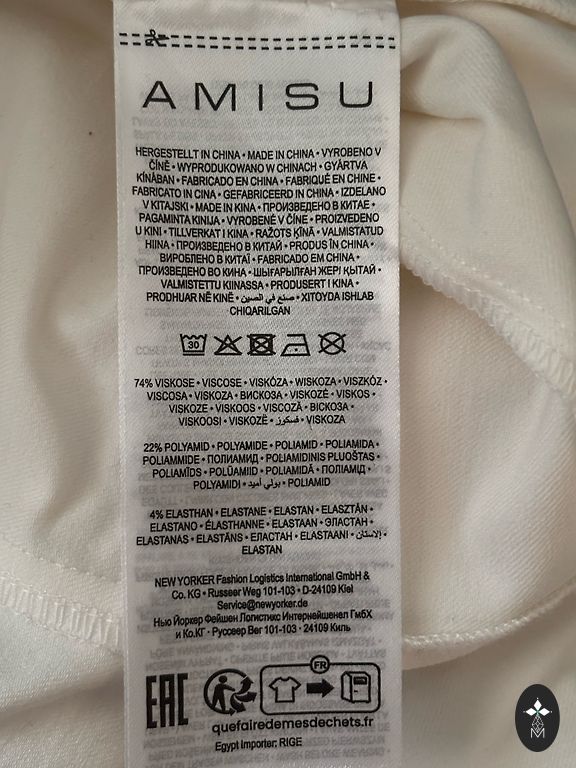 AMISU
HERGESTELLT IN CHINA • MADE IN CHINA • VYROBENO V
ČÍNĚ • WYPRODUKOWANO W CHINACH • GYÁRTVA
KÍNÁBAN • FABRICADO EN CHINA • FABRIQUÉ EN CHINE •
FABRICATO IN CINA • GEFABRICEERD IN CHINA • IZDELANO
V KITAJSKI • MADE IN KINA • ПРОИЗВЕДЕНО В КИТАЕ •
PAGAMINTA KINIJA • VYROBENÉ V ČÍNE • PROIZVEDENO
U KINI • TILLVERKAT I KINA • RAŽOTS ĶĪNĀ • VALMISTATUD
HIINA • ПРОИЗВЕДЕНО В КИТАЙ • PRODUS ÎN CHINA •
ВИРОБЛЕНО В КИТАЇ • FABRICADO EM CHINA •
ПРОИЗВЕДЕНО ВО КИНА • ШЫҒАРЫЛҒАН ЖЕРІ ҚЫТАЙ •
VALMISTETTU KIINASSA • PRODUSERT I KINA •
PRODHUAR NË KINË • صنع في الصين • XITOYDA ISHLAB
CHIQARILGAN
30
74% VISKOSE • VISCOSE • VISKÓZA • WISKOZA • VISZKÓZ •
VISCOSA • VISKOZA • ВИСКОЗА • VISKOZĖ • VISKOS •
VISKOZE • VISKOOS • VISCOZĂ • ВІСКОЗА •
VISKOOSI • VISKOZË • فسكوز • VISKOZA
22% POLYAMID • POLYAMIDE • POLIAMID • POLIAMIDA •
POLIAMMIDE • ПОЛИАМИД • POLIAMIDINIS PLUOŠTAS •
POLIAMĪDS • POLÜAMIID • POLIAMIDĂ • ПОЛІАМІД •
POLYAMIDI • بولي أميد • POLIAMID
4% ELASTHAN • ELASTANE • ELASTAN • ELASZTÁN •
ELASTANO • ÉLASTHANNE • ELASTAAN • ЭЛАСТАН •
ELASTANAS • ELASTĀNS • ЕЛАСТАН • ELASTAANI • إلاستان •
ELASTAN
NEW YORKER Fashion Logistics International GmbH &
Co. KG • Russeer Weg 101-103 • D-24109 Kiel
Service@newyorker.de
Нью Йоркер Фейшен Логистикс Интернейшенел ГмбХ
и Ко.КГ • Руссеер Вег 101-103 • 24109 Киль
EAC
FR
quefairedemesdechets.fr
Egypt Importer: RIGE